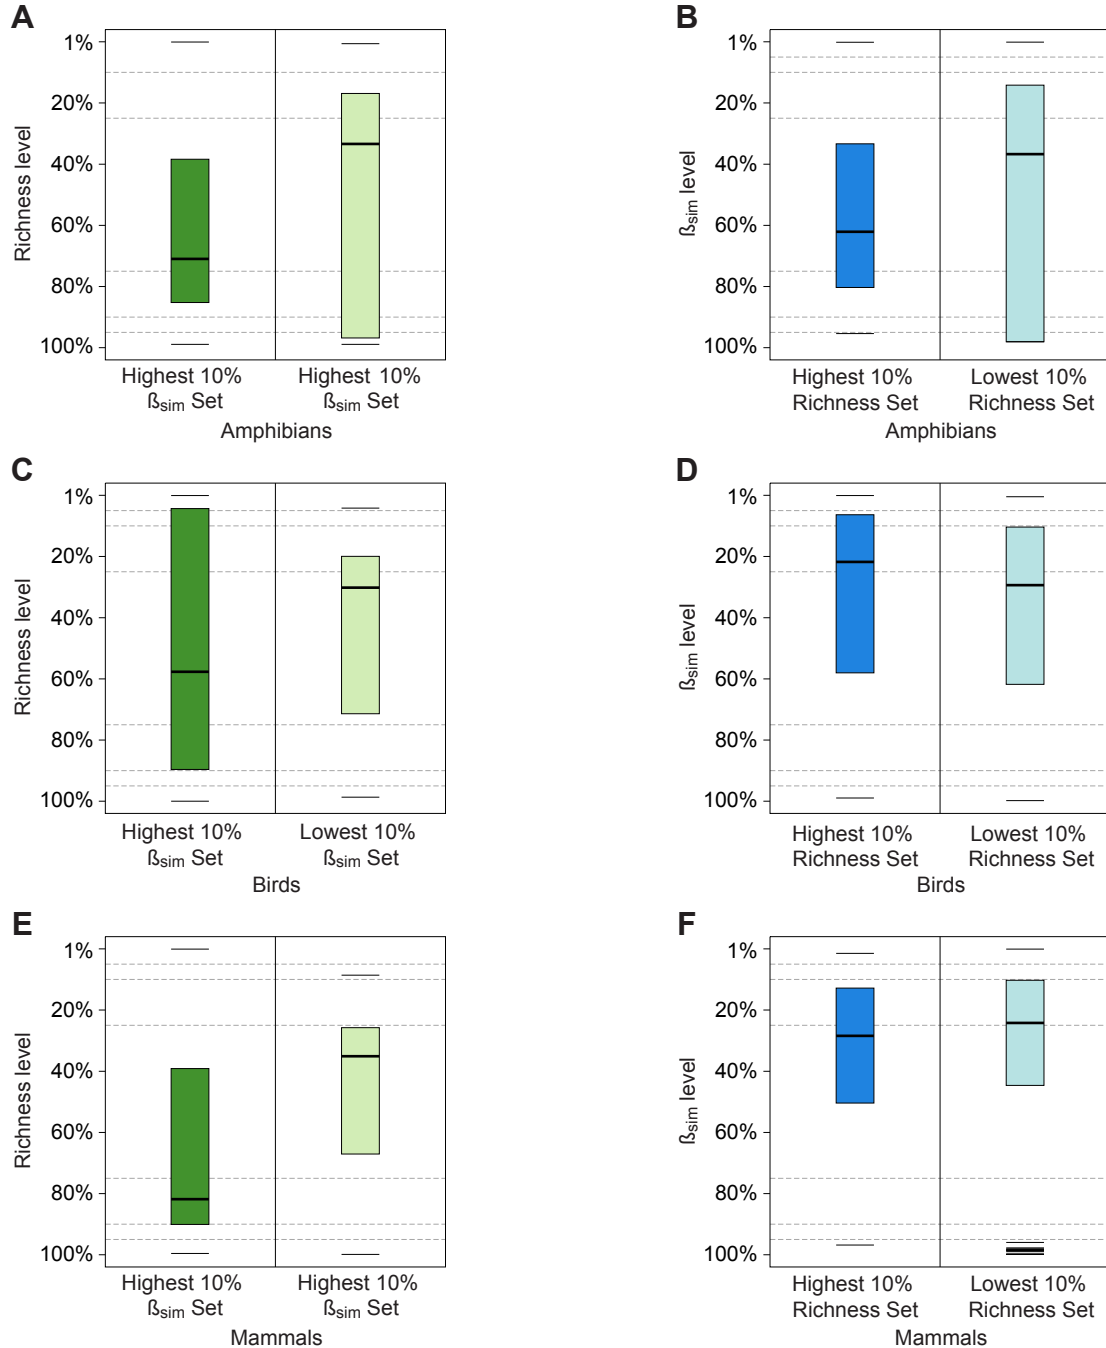 A
1%
20%
40%
60%
80%
100%
Richness level
Highest 10%
ßsim Set
Highest 10%
ßsim Set
Amphibians
B
1%
20%
40%
60%
80%
100%
ßsim level
Highest 10%
Richness Set
Lowest 10%
Richness Set
Amphibians
C
1%
20%
40%
60%
80%
100%
Richness level
Highest 10%
ßsim Set
Lowest 10%
ßsim Set
Birds
D
1%
20%
40%
60%
80%
100%
ßsim level
Highest 10%
Richness Set
Lowest 10%
Richness Set
Birds
E
1%
20%
40%
60%
80%
100%
Richness level
Highest 10%
ßsim Set
Highest 10%
ßsim Set
Mammals
F
1%
20%
40%
60%
80%
100%
ßsim level
Highest 10%
Richness Set
Lowest 10%
Richness Set
Mammals